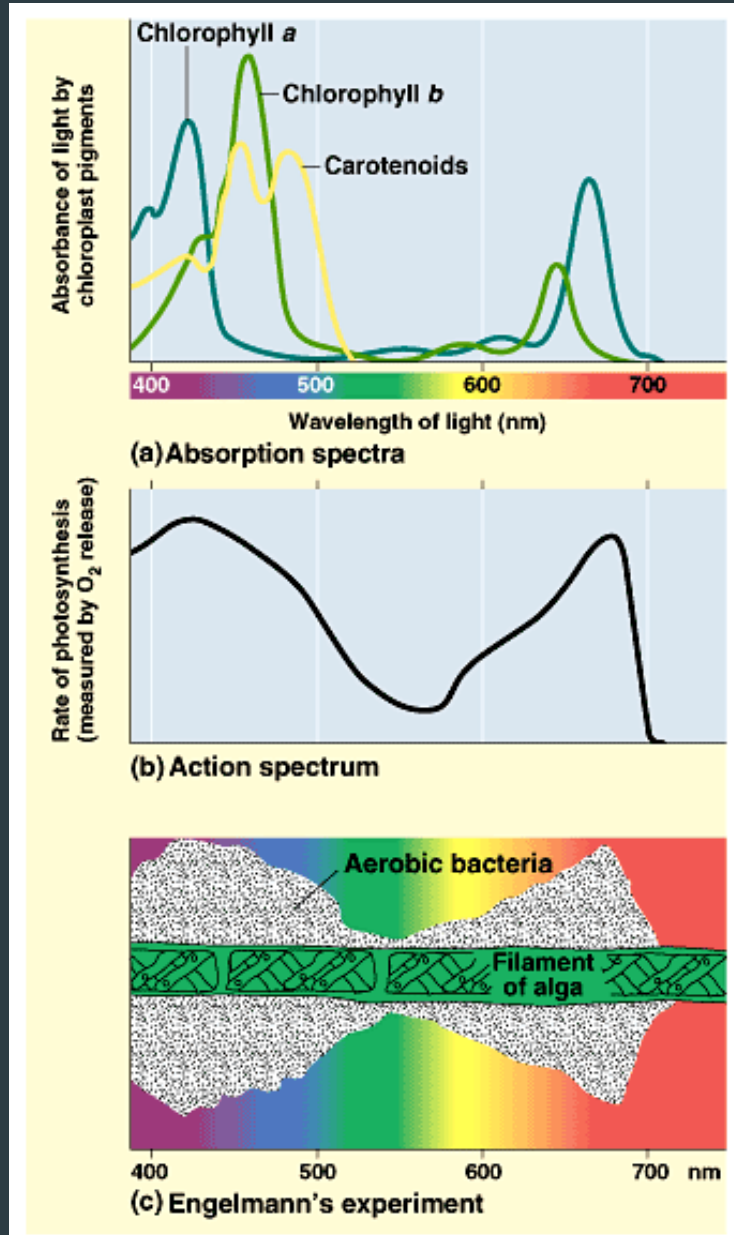 Chlorophyll a
Chlorophyll b
Carotenoids
Absorbance of light by
chloroplast pigments
400 500 600 700
Wavelength of light (nm)
(a) Absorption spectra
Rate of photosynthesis
(measured by O₂ release)
(b) Action spectrum
Aerobic bacteria
Filament
of alga
400 500 600 700 nm
(c) Engelmann's experiment